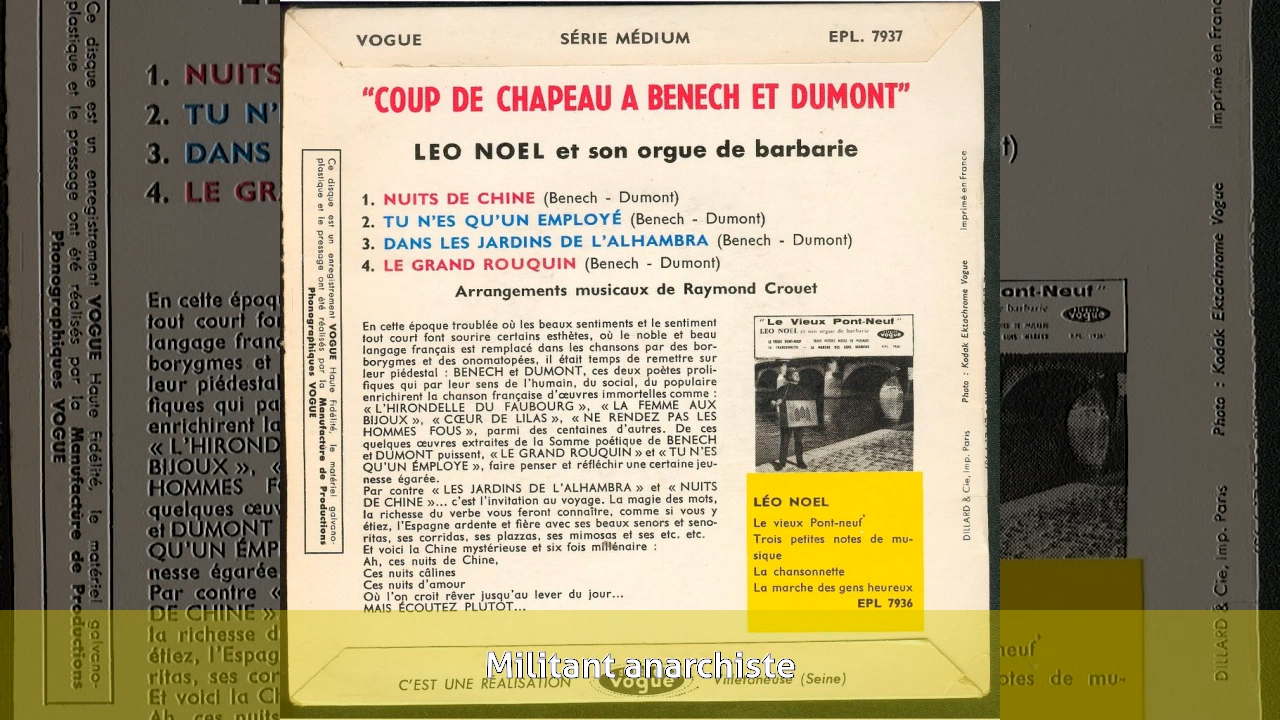 VOGUE SÉRIE MÉDIUM EPL. 7937
"COUP DE CHAPEAU A BENECH ET DUMONT"
LEO NOEL et son orgue de barbarie
1. NUITS DE CHINE (Benech - Dumont)
2. TU N'ES QU'UN EMPLOYÉ (Benech - Dumont)
3. DANS LES JARDINS DE L'ALHAMBRA (Benech - Dumont)
4. LE GRAND ROUQUIN (Benech - Dumont)
Arrangements musicaux de Raymond Crouet
Ce disque est un enregistrement VOGUE Haute Fidélité, le matériel galvano-
plastique et le pressage ont été réalisés par la Manufacture de Productions
Phonographiques VOGUE
En cette époque troublée où les beaux sentiments et le sentiment
tout court font sourire certains esthètes, où le noble et beau
langage français est remplacé dans les chansons par des bor-
borygmes et des onomatopées, il était temps de remettre sur
leur piédestal : BENECH et DUMONT, ces deux poètes proli-
fiques qui par leur sens de l'humain, du social, du populaire
enrichirent la chanson française d'œuvres immortelles comme :
« L'HIRONDELLE DU FAUBOURG », « LA FEMME AUX
BIJOUX », « CŒUR DE LILAS », « NE RENDEZ PAS LES
HOMMES FOUS », parmi des centaines d'autres. De ces
quelques œuvres extraites de la Somme poétique de BENECH
et DUMONT puissent, « LE GRAND ROUQUIN » et « TU N'ES
QU'UN ÉMPLOYE », faire penser et réfléchir une certaine jeu-
nesse égarée.
Par contre « LES JARDINS DE L'ALHAMBRA » et « NUITS
DE CHINE »... c'est l'invitation au voyage. La magie des mots,
la richesse du verbe vous feront connaître, comme si vous y
étiez, l'Espagne ardente et fière avec ses beaux senors et seno-
ritas, ses corridas, ses plazzas, ses mimosas et ses etc. etc.
Et voici la Chine mystérieuse et six fois millénaire :
Ah, ces nuits de Chine,
Ces nuits câlines
Ces nuits d'amour
Où l'on croit rêver jusqu'au lever du jour...
MAIS ÉCOUTEZ PLUTÔT...
"Le Vieux Pont-Neuf"
LEO NOEL et son orgue de barbarie
LÉO NOEL
Le vieux Pont-neuf
Trois petites notes de mu-
sique
La chansonnette
La marche des gens heureux
EPL 7936
DILLARD & Cie, Imp. Paris Photo : Kodak Ektachrome Vogue Imprimé en France
C'EST UNE RÉALISATION Vogue Villetaneuse (Seine)
Militant anarchiste